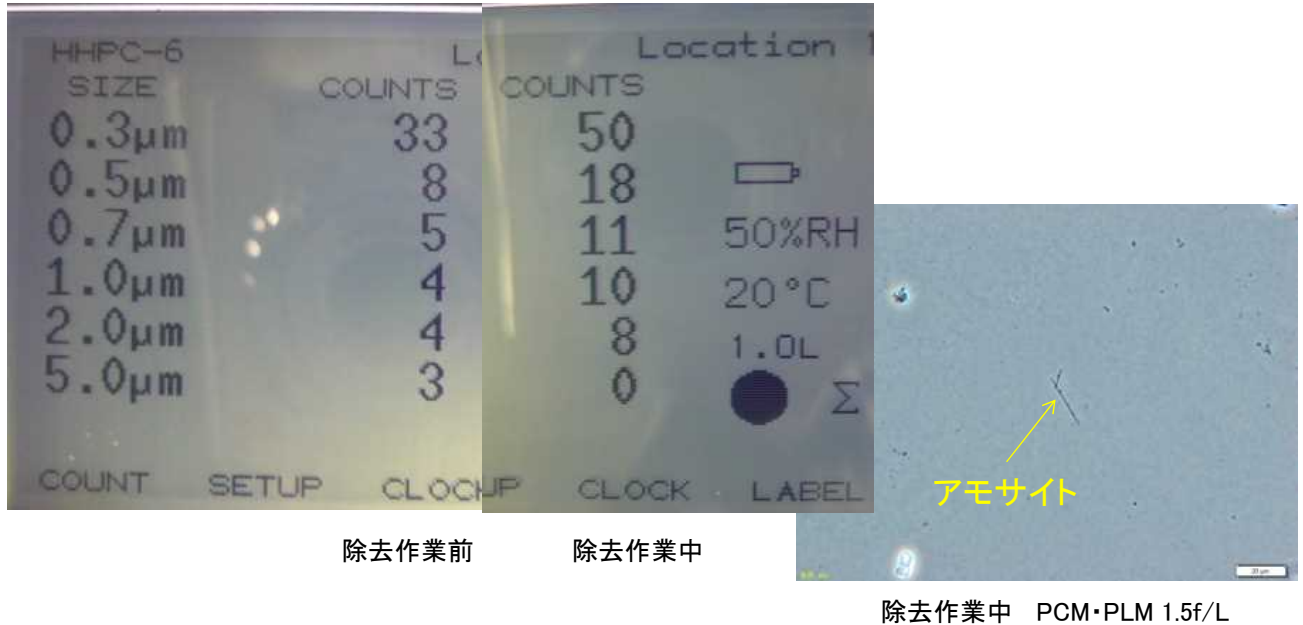 HHPC-6
SIZE COUNTS
0.3μm 33
0.5μm 8
0.7μm 5
1.0μm 4
2.0μm 4
5.0μm 3
COUNT SETUP
Location
COUNTS
50
18
11 50%RH
10 20°C
8 1.0L
0 Σ
CLOCK LABEL
アモサイト
20 μm
除去作業前
除去作業中
除去作業中 PCM・PLM 1.5f/L